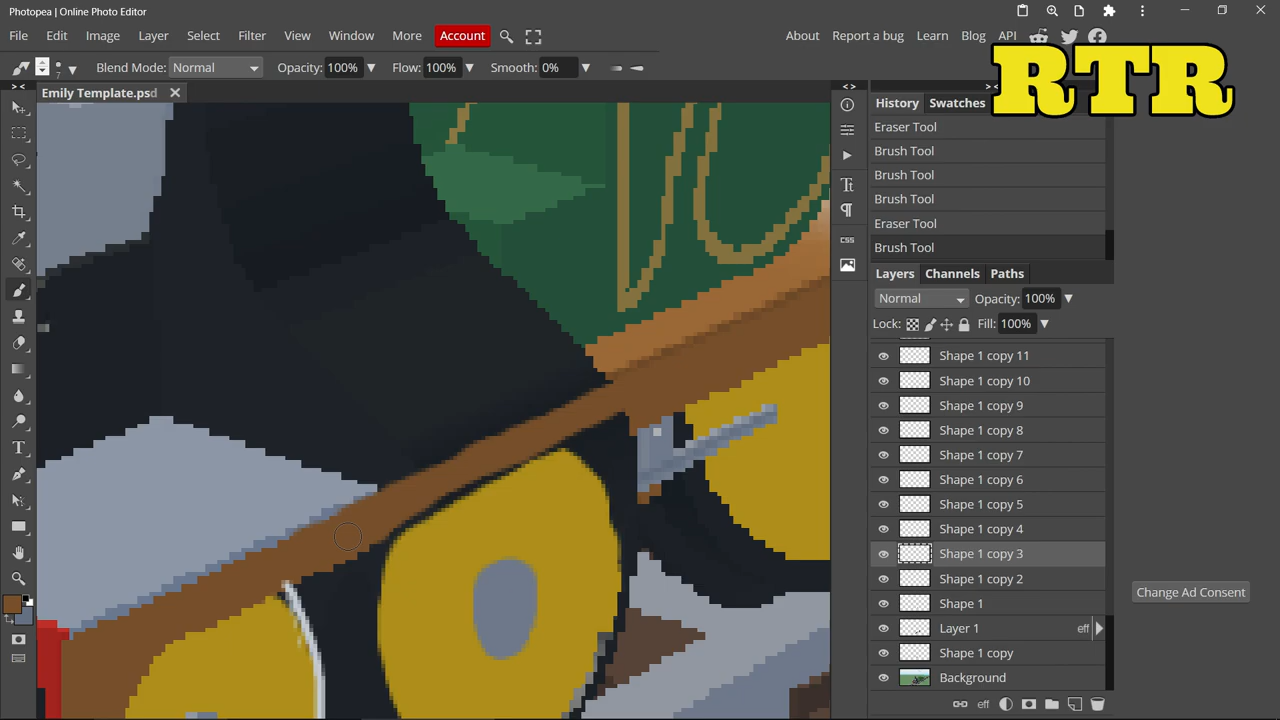 Photopea | Online Photo Editor
File Edit Image Layer Select Filter View Window More Account
About Report a bug Learn Blog API
7 Blend Mode: Normal Opacity: 100% Flow: 100% Smooth: 0%
RTR
Emily Template.psd
History Swatches
Eraser Tool
Brush Tool
Brush Tool
Brush Tool
Eraser Tool
Brush Tool
CSS
Layers Channels Paths
Normal Opacity: 100%
Lock: Fill: 100%
Shape 1 copy 11
Shape 1 copy 10
Shape 1 copy 9
Shape 1 copy 8
Shape 1 copy 7
Shape 1 copy 6
Shape 1 copy 5
Shape 1 copy 4
Shape 1 copy 3
Shape 1 copy 2
Change Ad Consent
Shape 1
Layer 1 eff
Shape 1 copy
Background
eff